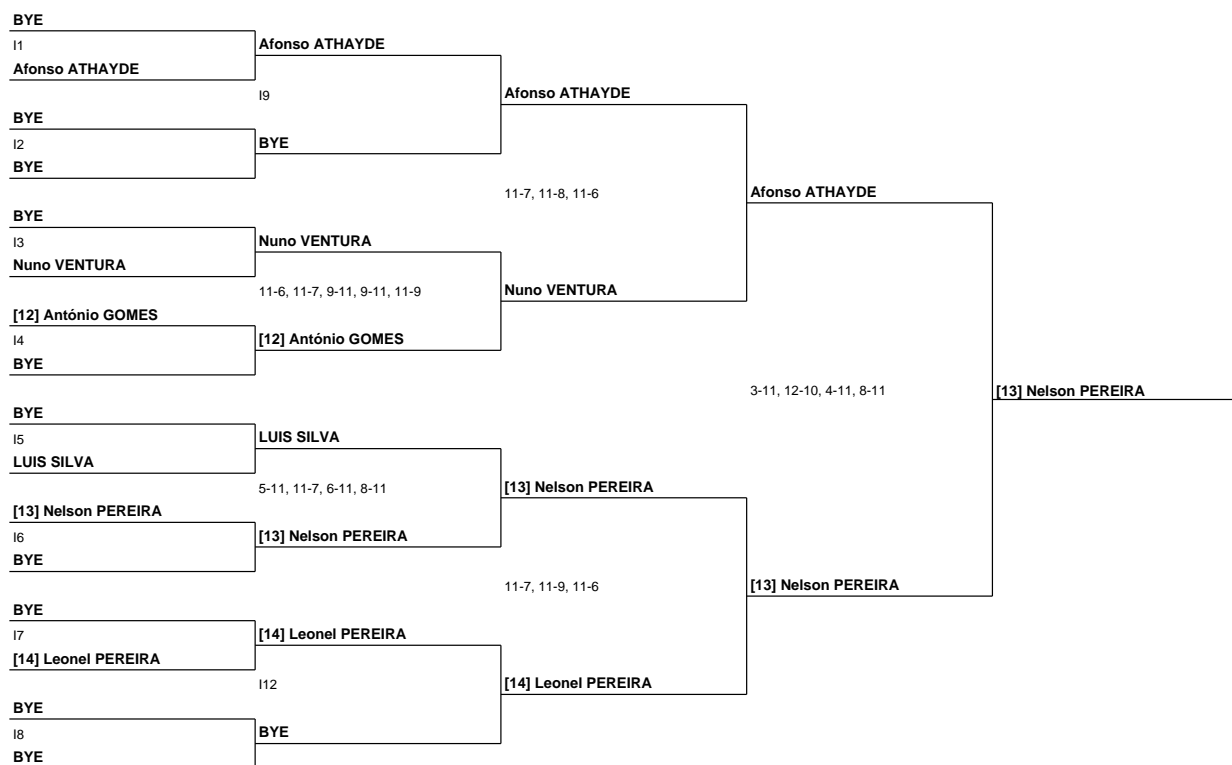 BYE
I1
Afonso ATHAYDE
Afonso ATHAYDE
I9
Afonso ATHAYDE
BYE
I2
BYE
BYE
11-7, 11-8, 11-6
Afonso ATHAYDE
BYE
I3
Nuno VENTURA
Nuno VENTURA
11-6, 11-7, 9-11, 9-11, 11-9
Nuno VENTURA
[12] António GOMES
I4
BYE
[12] António GOMES
3-11, 12-10, 4-11, 8-11
[13] Nelson PEREIRA
BYE
I5
LUIS SILVA
LUIS SILVA
5-11, 11-7, 6-11, 8-11
[13] Nelson PEREIRA
[13] Nelson PEREIRA
I6
BYE
[13] Nelson PEREIRA
11-7, 11-9, 11-6
[13] Nelson PEREIRA
BYE
I7
[14] Leonel PEREIRA
[14] Leonel PEREIRA
I12
[14] Leonel PEREIRA
BYE
I8
BYE
BYE